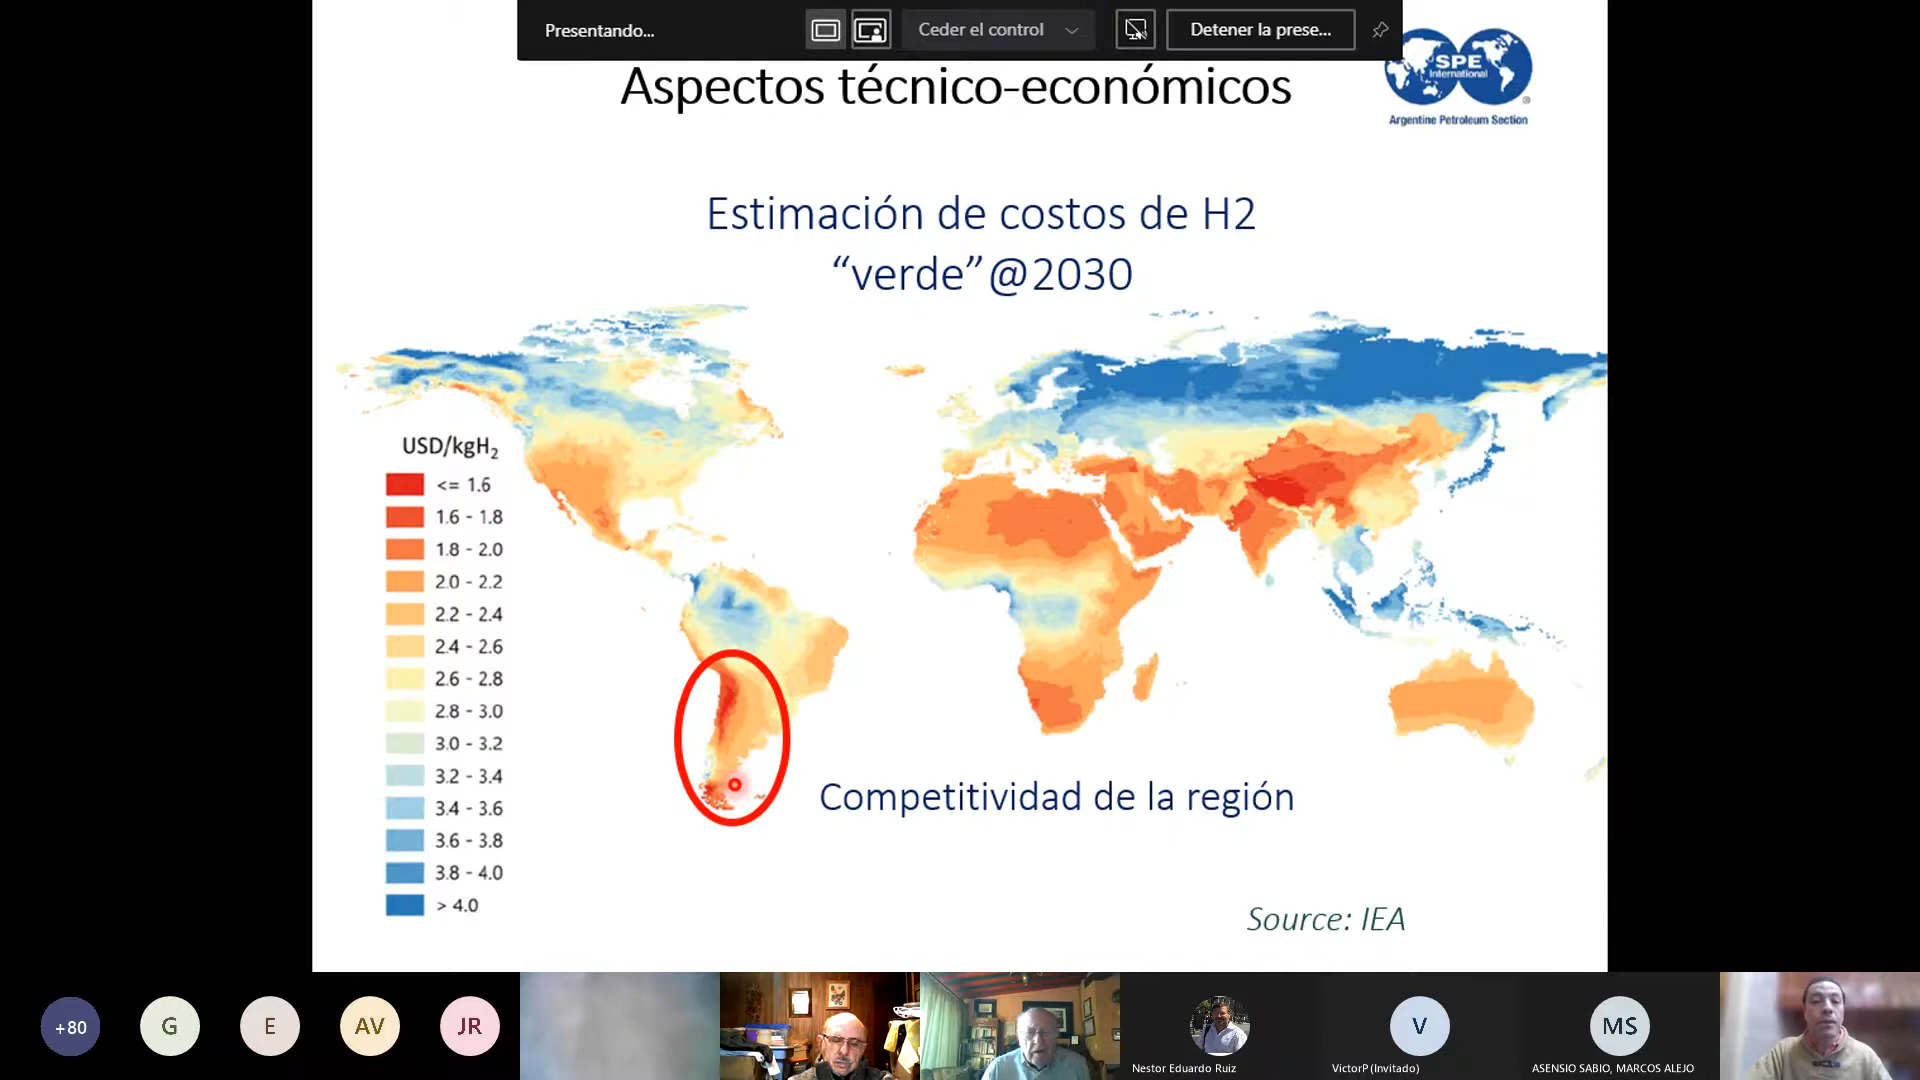 Presentando...
Ceder el control
Detener la prese...
Aspectos técnico-económicos
SPE
International
®
Argentine Petroleum Section
Estimación de costos de H2
“verde”@2030
USD/kgH₂
<= 1.6
1.6 - 1.8
1.8 - 2.0
2.0 - 2.2
2.2 - 2.4
2.4 - 2.6
2.6 - 2.8
2.8 - 3.0
3.0 - 3.2
3.2 - 3.4
3.4 - 3.6
3.6 - 3.8
3.8 - 4.0
> 4.0
Competitividad de la región
Source: IEA
+80
G
E
AV
JR
V
MS
Nestor Eduardo Ruiz
VictorP (Invitado)
ASENSIO SABIO, MARCOS ALEJO